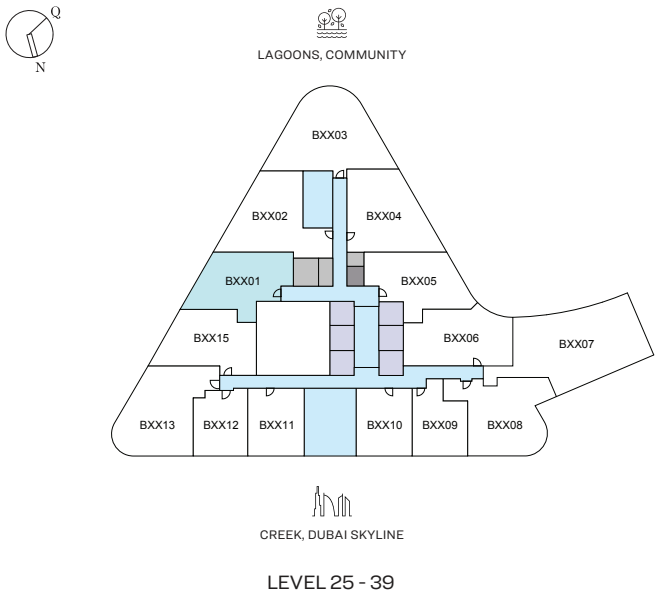 Q
N
LAGOONS, COMMUNITY
BXX03
BXX02
BXX04
BXX01
BXX05
BXX15
BXX06
BXX07
BXX13
BXX12
BXX11
BXX10
BXX09
BXX08
CREEK, DUBAI SKYLINE
LEVEL 25 - 39